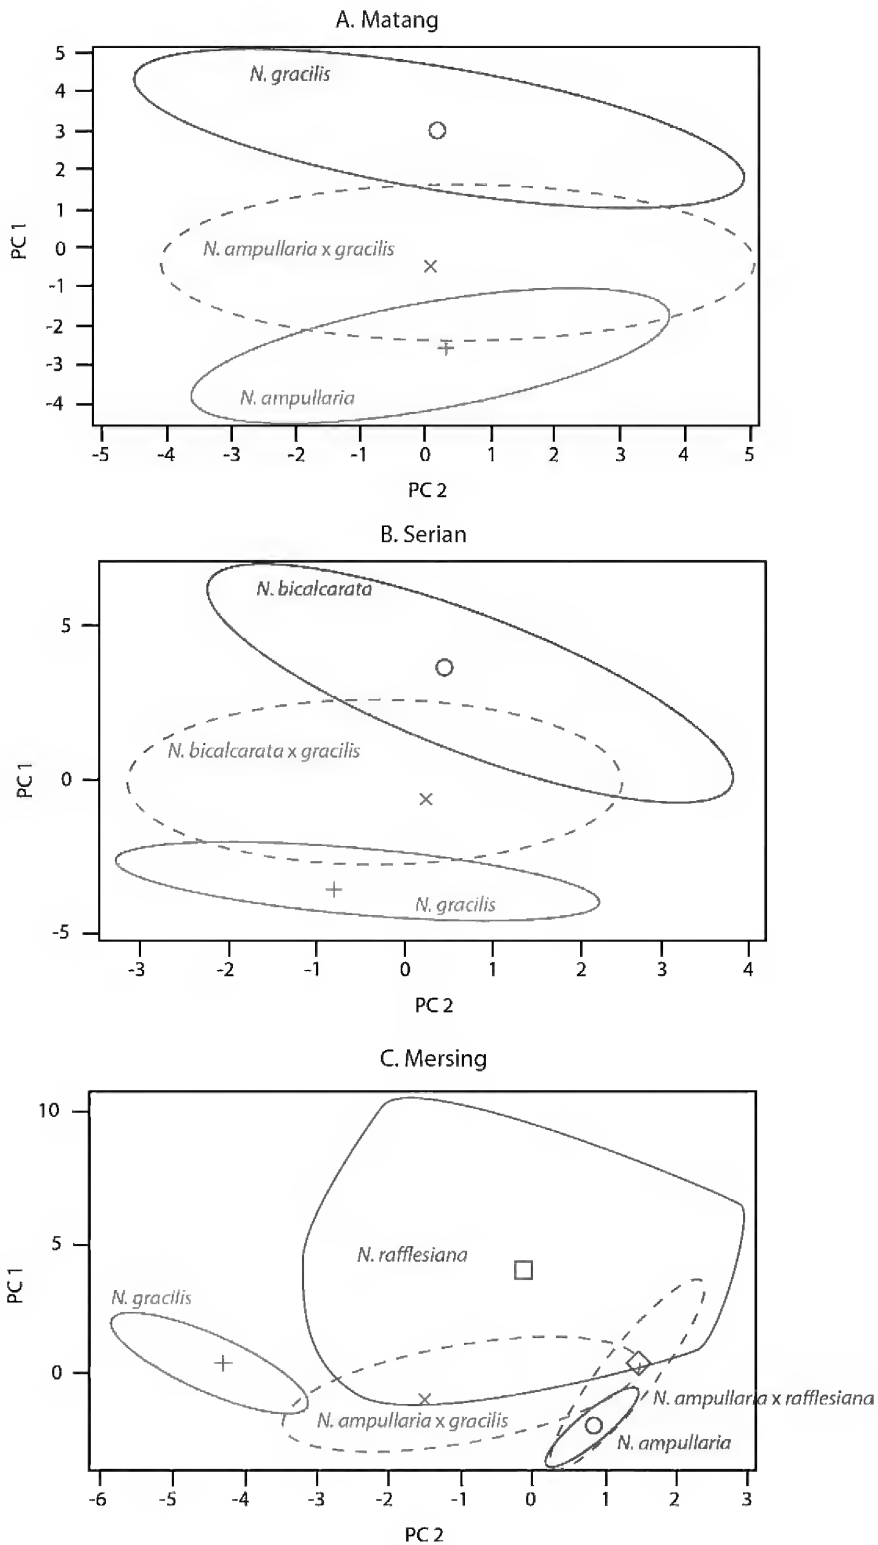 A. Matang
5
4
3
2
1
0
-1
-2
-3
-4
PC 1
N. gracilis
N. ampullaria x gracilis
N. ampullaria
-5 -4 -3 -2 -1 0 1 2 3 4 5
PC 2
B. Serian
5
0
-5
PC 1
N. bicalcarata
N. bicalcarata x gracilis
N. gracilis
-3 -2 -1 0 1 2 3 4
PC 2
C. Mersing
10
5
0
PC 1
N. rafflesiana
N. gracilis
N. ampullaria x rafflesiana
N. ampullaria x gracilis
N. ampullaria
-6 -5 -4 -3 -2 -1 0 1 2 3
PC 2